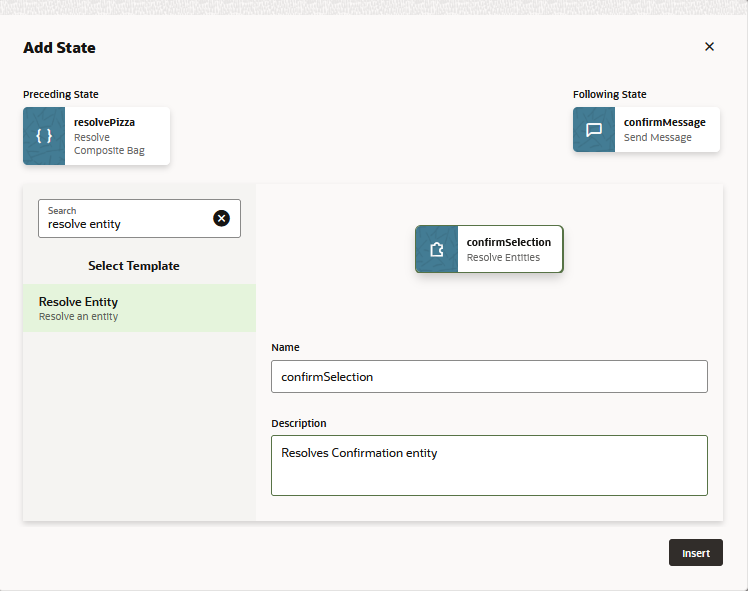 Add State
Preceding State
Following State
resolvePizza
Resolve
Composite Bag
confirmMessage
Send Message
Search
resolve entity
Select Template
Resolve Entity
Resolve an entity
confirmSelection
Resolve Entities
Name
confirmSelection
Description
Resolves Confirmation entity
Insert